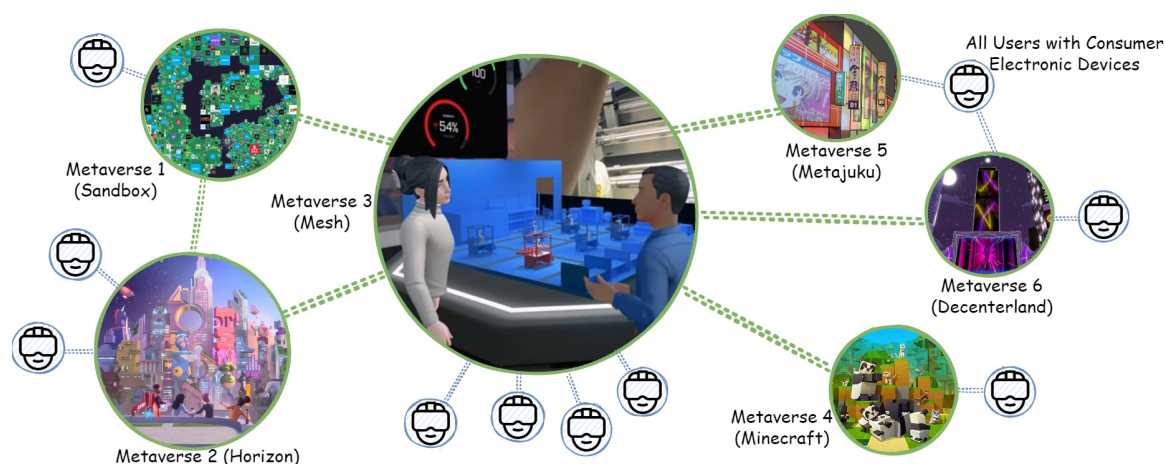 All Users with Consumer
Electronic Devices
Metaverse 1
(Sandbox)
Metaverse 3
(Mesh)
100
54%
Metaverse 5
(Metajuku)
Metaverse 6
(Decenterland)
Metaverse 4
(Minecraft)
Metaverse 2 (Horizon)